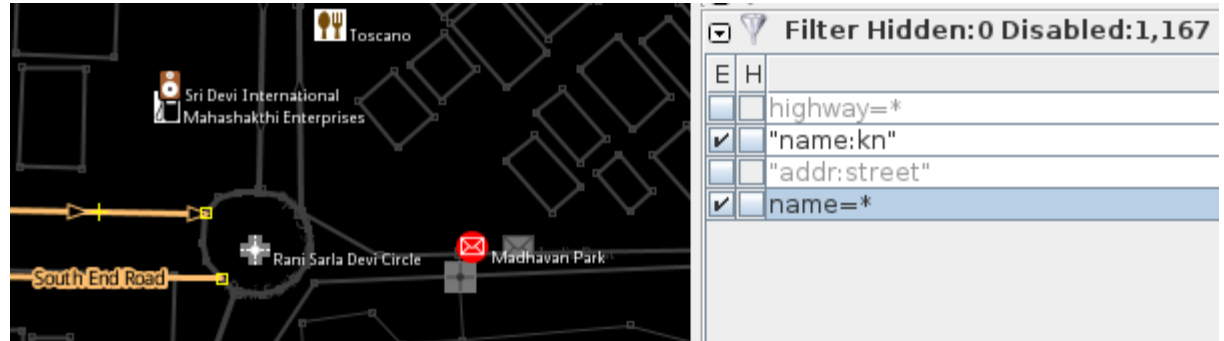 Toscano
Sri Devi International
Mahashakthi Enterprises
Rani Sarla Devi Circle
Madhavan Park
South End Road
Filter Hidden:0 Disabled:1,167
E H
highway=*
"name:kn"
"addr:street"
name=*